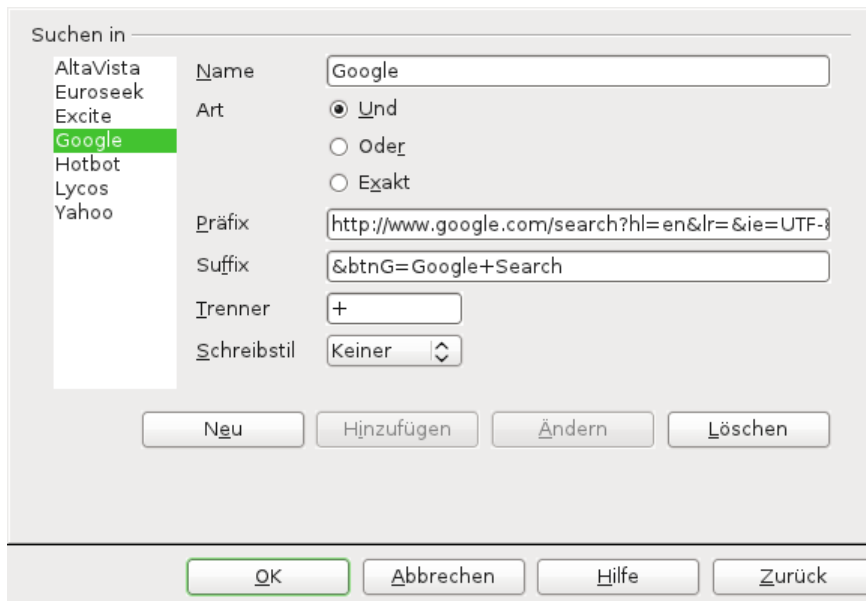 Suchen in
AltaVista
Euroseek
Excite
Google
Hotbot
Lycos
Yahoo
Name
Google
Art
Und
Oder
Exakt
Präfix
http://www.google.com/search?hl=en&lr=&ie=UTF-8
Suffix
&btnG=Google+Search
Trenner
+
Schreibstil
Keiner
Neu
Hinzufügen
Ändern
Löschen
OK
Abbrechen
Hilfe
Zurück